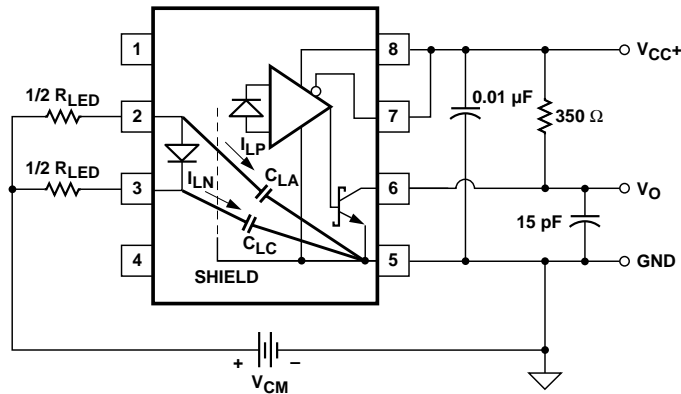 1
8
V_CC+
1/2 R_LED
0.01 µF
2
7
350 Ω
I_LP
1/2 R_LED
I_LN
C_LA
3
6
V_O
C_LC
15 pF
4
SHIELD
5
GND
+
–
V_CM